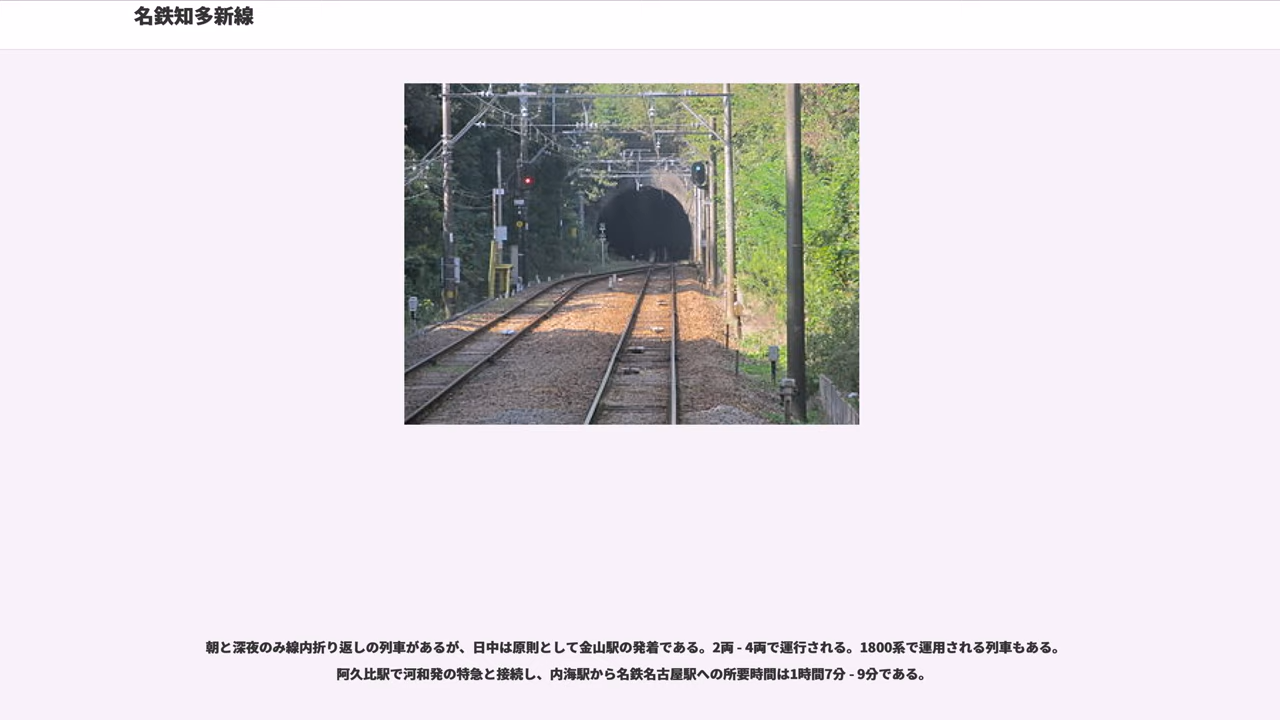 名鉄知多新線
朝と深夜のみ線内折り返しの列車があるが、日中は原則として金山駅の発着である。2両 - 4両で運行される。1800系で運用される列車もある。
阿久比駅で河和発の特急と接続し、内海駅から名鉄名古屋駅への所要時間は1時間7分 - 9分である。